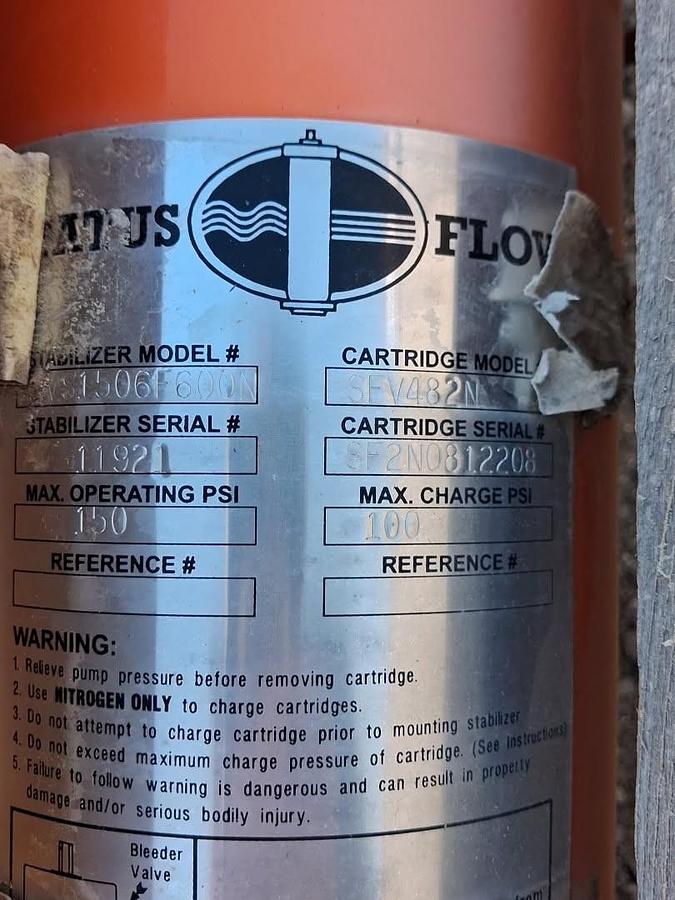 ATUS FLOW
STABILIZER MODEL #
CARTRIDGE MODEL
1506F600N
SFV482N
STABILIZER SERIAL #
CARTRIDGE SERIAL #
11921
SF2N0812208
MAX. OPERATING PSI
MAX. CHARGE PSI
150
100
REFERENCE #
REFERENCE #
WARNING:
1. Relieve pump pressure before removing cartridge.
2. Use NITROGEN ONLY to charge cartridges.
3. Do not attempt to charge cartridge prior to mounting stabilizer
4. Do not exceed maximum charge pressure of cartridge. (See Instructions)
5. Failure to follow warning is dangerous and can result in property
damage and/or serious bodily injury.
Bleeder
Valve